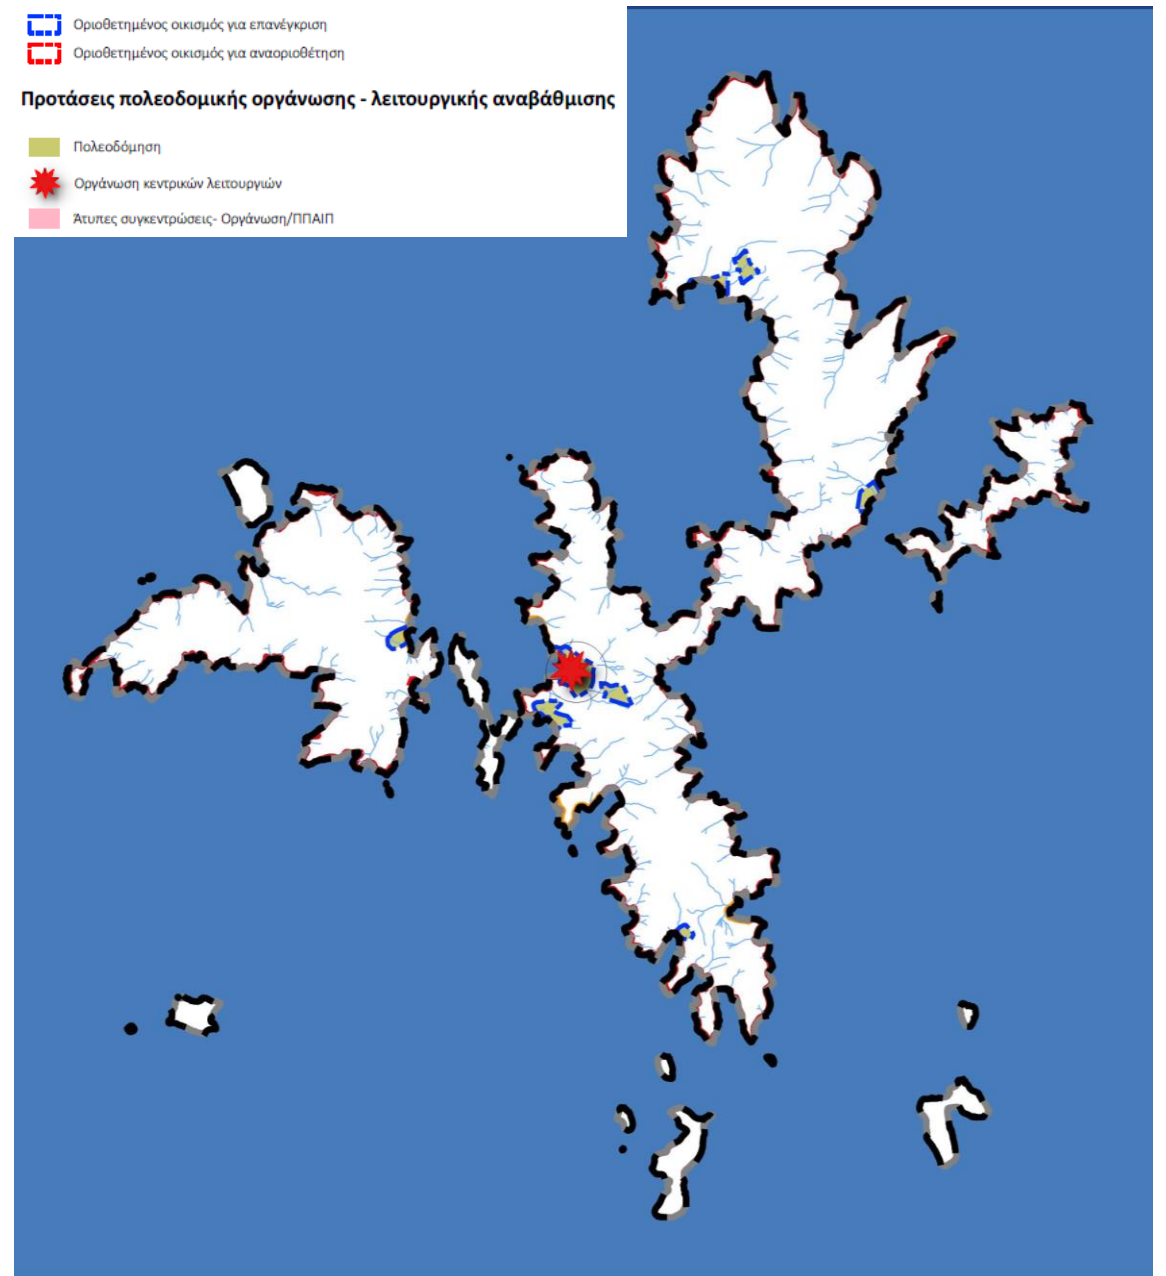 Οριοθετημένος οικισμός για επανέγκριση
Οριοθετημένος οικισμός για αναοριοθέτηση
Προτάσεις πολεοδομικής οργάνωσης - λειτουργικής αναβάθμισης
Πολεοδόμηση
Οργάνωση κεντρικών λειτουργιών
Άτυπες συγκεντρώσεις- Οργάνωση/ΠΠΑΙΠ